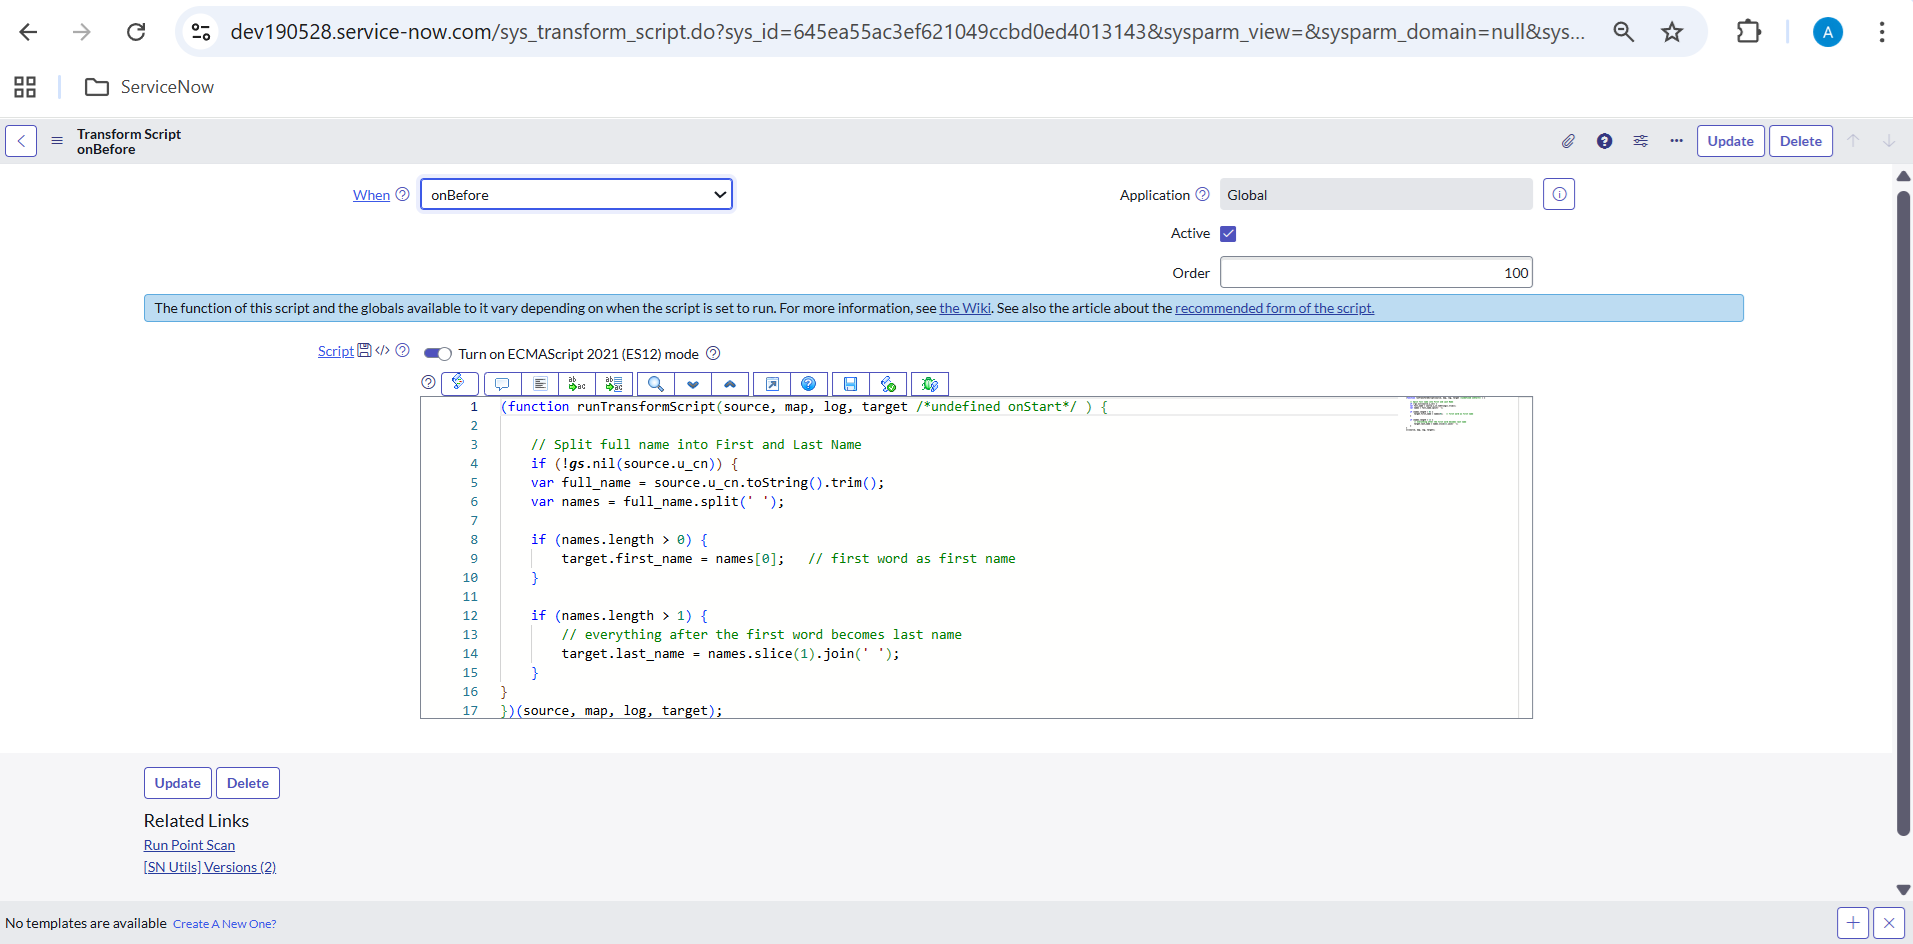 dev190528.service-now.com/sys_transform_script.do?sys_id=645ea55ac3ef621049ccbd0ed4013143&sysparm_view=&sysparm_domain=null&sys...
A
ServiceNow
Transform Script
onBefore
Update
Delete
When
onBefore
Application
Global
Active
Order
100
The function of this script and the globals available to it vary depending on when the script is set to run. For more information, see the Wiki. See also the article about the recommended form of the script.
Script
Turn on ECMAScript 2021 (ES12) mode
1 (function runTransformScript(source, map, log, target /*undefined onStart*/ ) {
2
3 // Split full name into First and Last Name
4 if (!gs.nil(source.u_cn)) {
5 var full_name = source.u_cn.toString().trim();
6 var names = full_name.split(' ');
7
8 if (names.length > 0) {
9 target.first_name = names[0]; // first word as first name
10 }
11
12 if (names.length > 1) {
13 // everything after the first word becomes last name
14 target.last_name = names.slice(1).join(' ');
15 }
16 }
17 })(source, map, log, target);
Update
Delete
Related Links
Run Point Scan
[SN Utils] Versions (2)
No templates are available Create A New One?